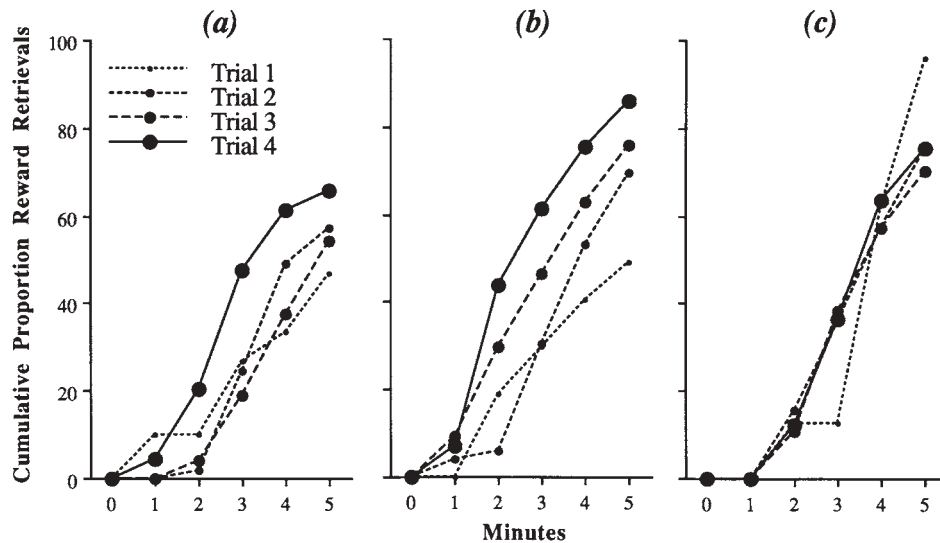 (a) (b) (c)
Cumulative Proportion Reward Retrievals
100
80
60
40
20
0
Trial 1
Trial 2
Trial 3
Trial 4
0 1 2 3 4 5
0 1 2 3 4 5
0 1 2 3 4 5
Minutes